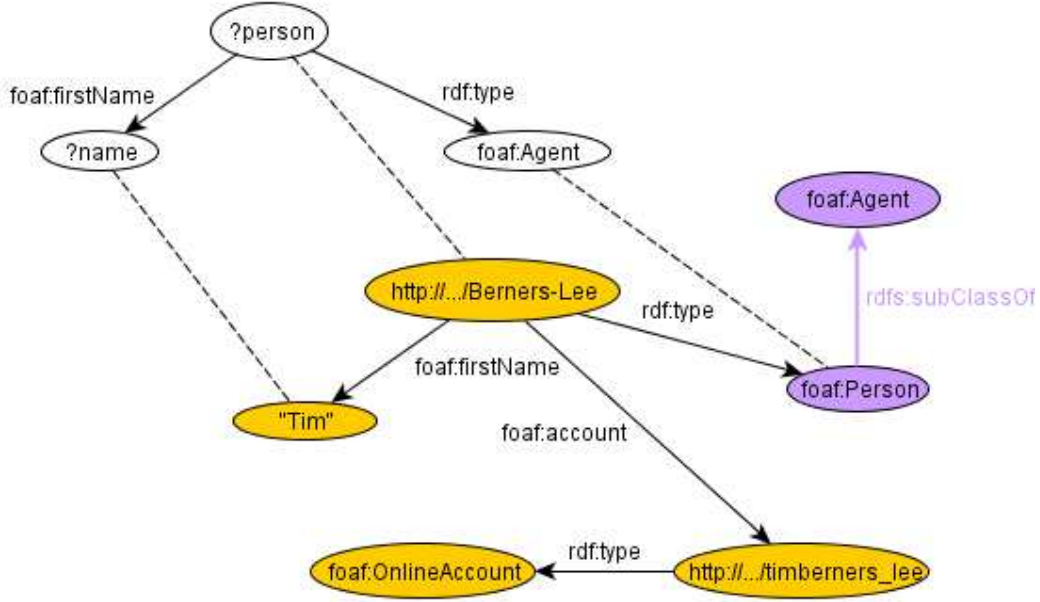 ?person
foaf:firstName
rdf:type
?name
foaf:Agent
foaf:Agent
http://.../Berners-Lee
rdfs:subClassOf
rdf:type
foaf:firstName
foaf:Person
"Tim"
foaf:account
rdf:type
foaf:OnlineAccount
http://.../timberners_lee